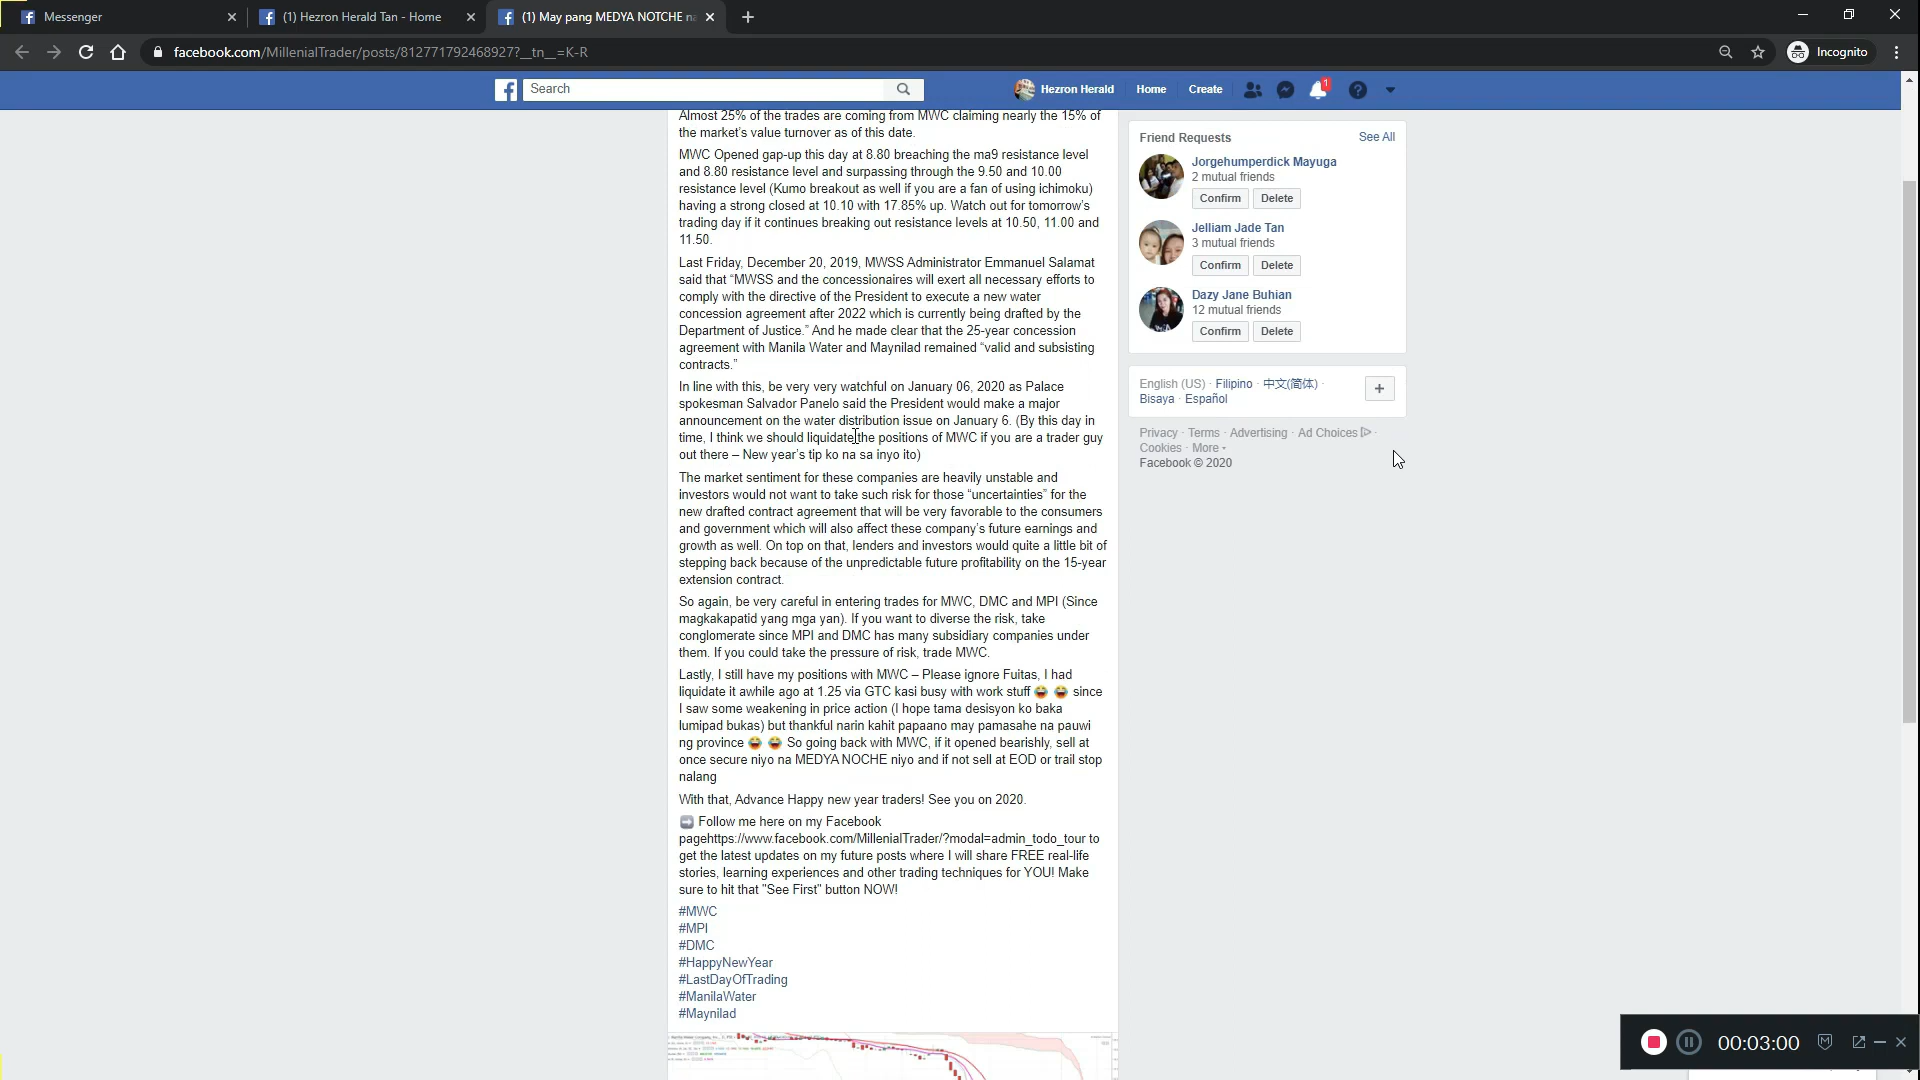 Messenger
(1) Hezron Herald Tan - Home
(1) May pang MEDYA NOTCHE na
facebook.com/MillenialTrader/posts/812771792468927?__tn__=K-R
Incognito
Search
Hezron Herald
Home
Create
1
Almost 25% of the trades are coming from MWC claiming nearly the 15% of
the market's value turnover as of this date.
MWC Opened gap-up this day at 8.80 breaching the ma9 resistance level
and 8.80 resistance level and surpassing through the 9.50 and 10.00
resistance level (Kumo breakout as well if you are a fan of using ichimoku)
having a strong closed at 10.10 with 17.85% up. Watch out for tomorrow's
trading day if it continues breaking out resistance levels at 10.50, 11.00 and
11.50.
Last Friday, December 20, 2019, MWSS Administrator Emmanuel Salamat
said that “MWSS and the concessionaires will exert all necessary efforts to
comply with the directive of the President to execute a new water
concession agreement after 2022 which is currently being drafted by the
Department of Justice.” And he made clear that the 25-year concession
agreement with Manila Water and Maynilad remained “valid and subsisting
contracts.”
In line with this, be very very watchful on January 06, 2020 as Palace
spokesman Salvador Panelo said the President would make a major
announcement on the water distribution issue on January 6. (By this day in
time, I think we should liquidate the positions of MWC if you are a trader guy
out there – New year's tip ko na sa inyo ito)
The market sentiment for these companies are heavily unstable and
investors would not want to take such risk for those “uncertainties” for the
new drafted contract agreement that will be very favorable to the consumers
and government which will also affect these company's future earnings and
growth as well. On top on that, lenders and investors would quite a little bit of
stepping back because of the unpredictable future profitability on the 15-year
extension contract.
So again, be very careful in entering trades for MWC, DMC and MPI (Since
magkakapatid yang mga yan). If you want to diverse the risk, take
conglomerate since MPI and DMC has many subsidiary companies under
them. If you could take the pressure of risk, trade MWC.
Lastly, I still have my positions with MWC – Please ignore Fuitas, I had
liquidate it awhile ago at 1.25 via GTC kasi busy with work stuff 😂 😂 since
I saw some weakening in price action (I hope tama desisyon ko baka
lumipad bukas) but thankful narin kahit papaano may pamasahe na pauwi
ng province 😂 😂 So going back with MWC, if it opened bearishly, sell at
once secure niyo na MEDYA NOCHE niyo and if not sell at EOD or trail stop
nalang
With that, Advance Happy new year traders! See you on 2020.
➡ Follow me here on my Facebook
pagehttps://www.facebook.com/MillenialTrader/?modal=admin_todo_tour to
get the latest updates on my future posts where I will share FREE real-life
stories, learning experiences and other trading techniques for YOU! Make
sure to hit that "See First" button NOW!
#MWC
#MPI
#DMC
#HappyNewYear
#LastDayOfTrading
#ManilaWater
#Maynilad
Friend Requests
See All
Jorgehumperdick Mayuga
2 mutual friends
Confirm
Delete
Jelliam Jade Tan
3 mutual friends
Confirm
Delete
Dazy Jane Buhian
12 mutual friends
Confirm
Delete
English (US) · Filipino · 中文(简体) ·
Bisaya · Español
Privacy · Terms · Advertising · Ad Choices ·
Cookies · More
Facebook © 2020
00:03:00